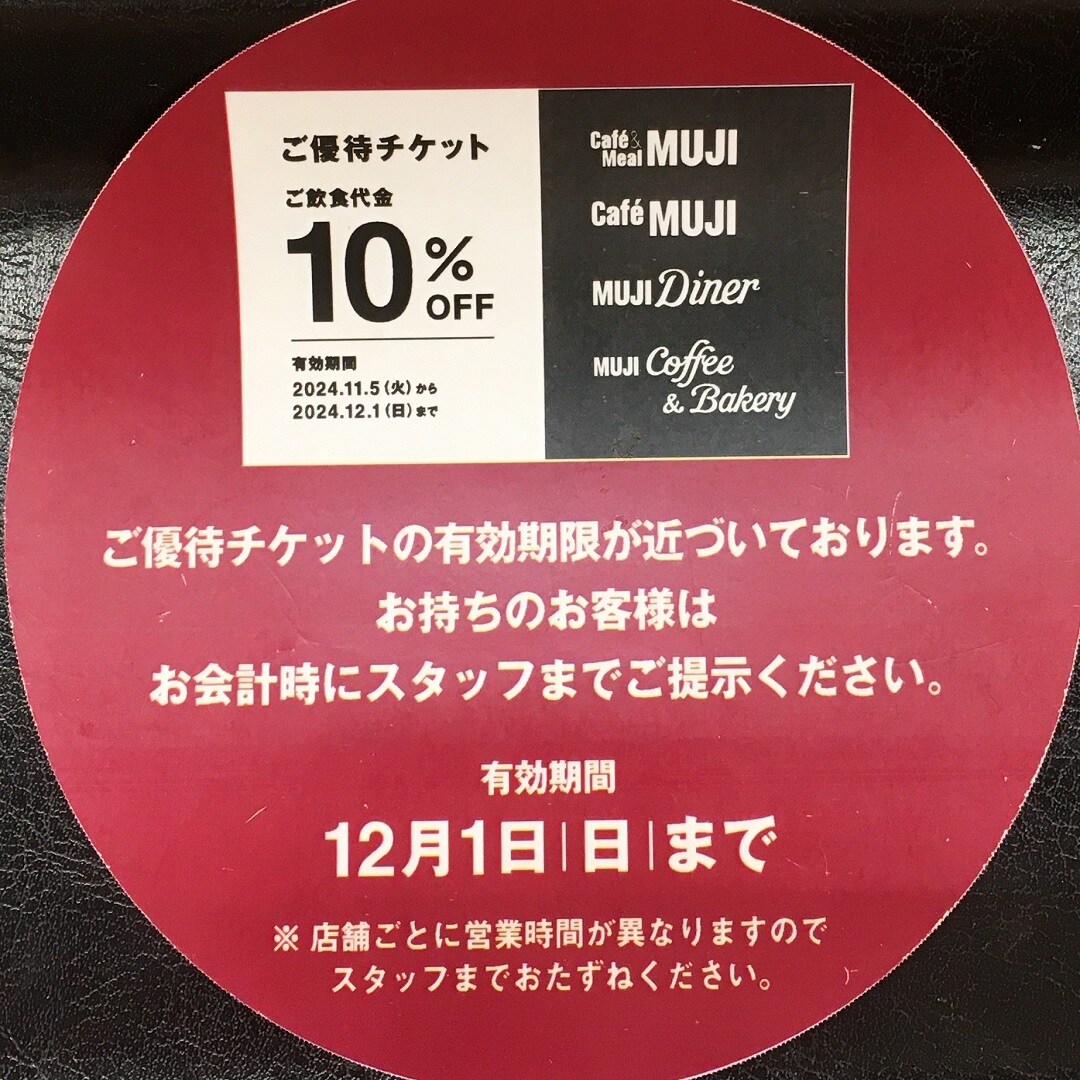 ご優待チケット
ご飲食代金
10%
OFF
有効期間
2024.11.5(火)から
2024.12.1(日)まで
Café&
Meal MUJI
Café MUJI
MUJI Diner
MUJI Coffee
& Bakery
ご優待チケットの有効期限が近づいております。
お持ちのお客様は
お会計時にスタッフまでご提示ください。
有効期間
12月1日|日|まで
※ 店舗ごとに営業時間が異なりますので
スタッフまでおたずねください。